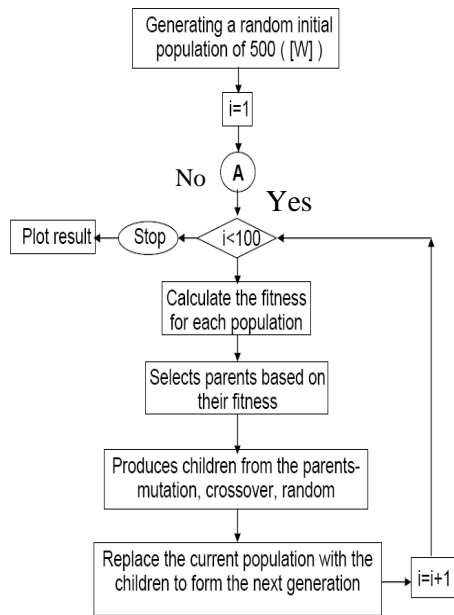 Generating a random initial
population of 500 ( [W] )
i=1
A
No
Yes
Plot result
Stop
i<100
Calculate the fitness
for each population
Selects parents based on
their fitness
Produces children from the parents-
mutation, crossover, random
Replace the current population with the
children to form the next generation
i=i+1